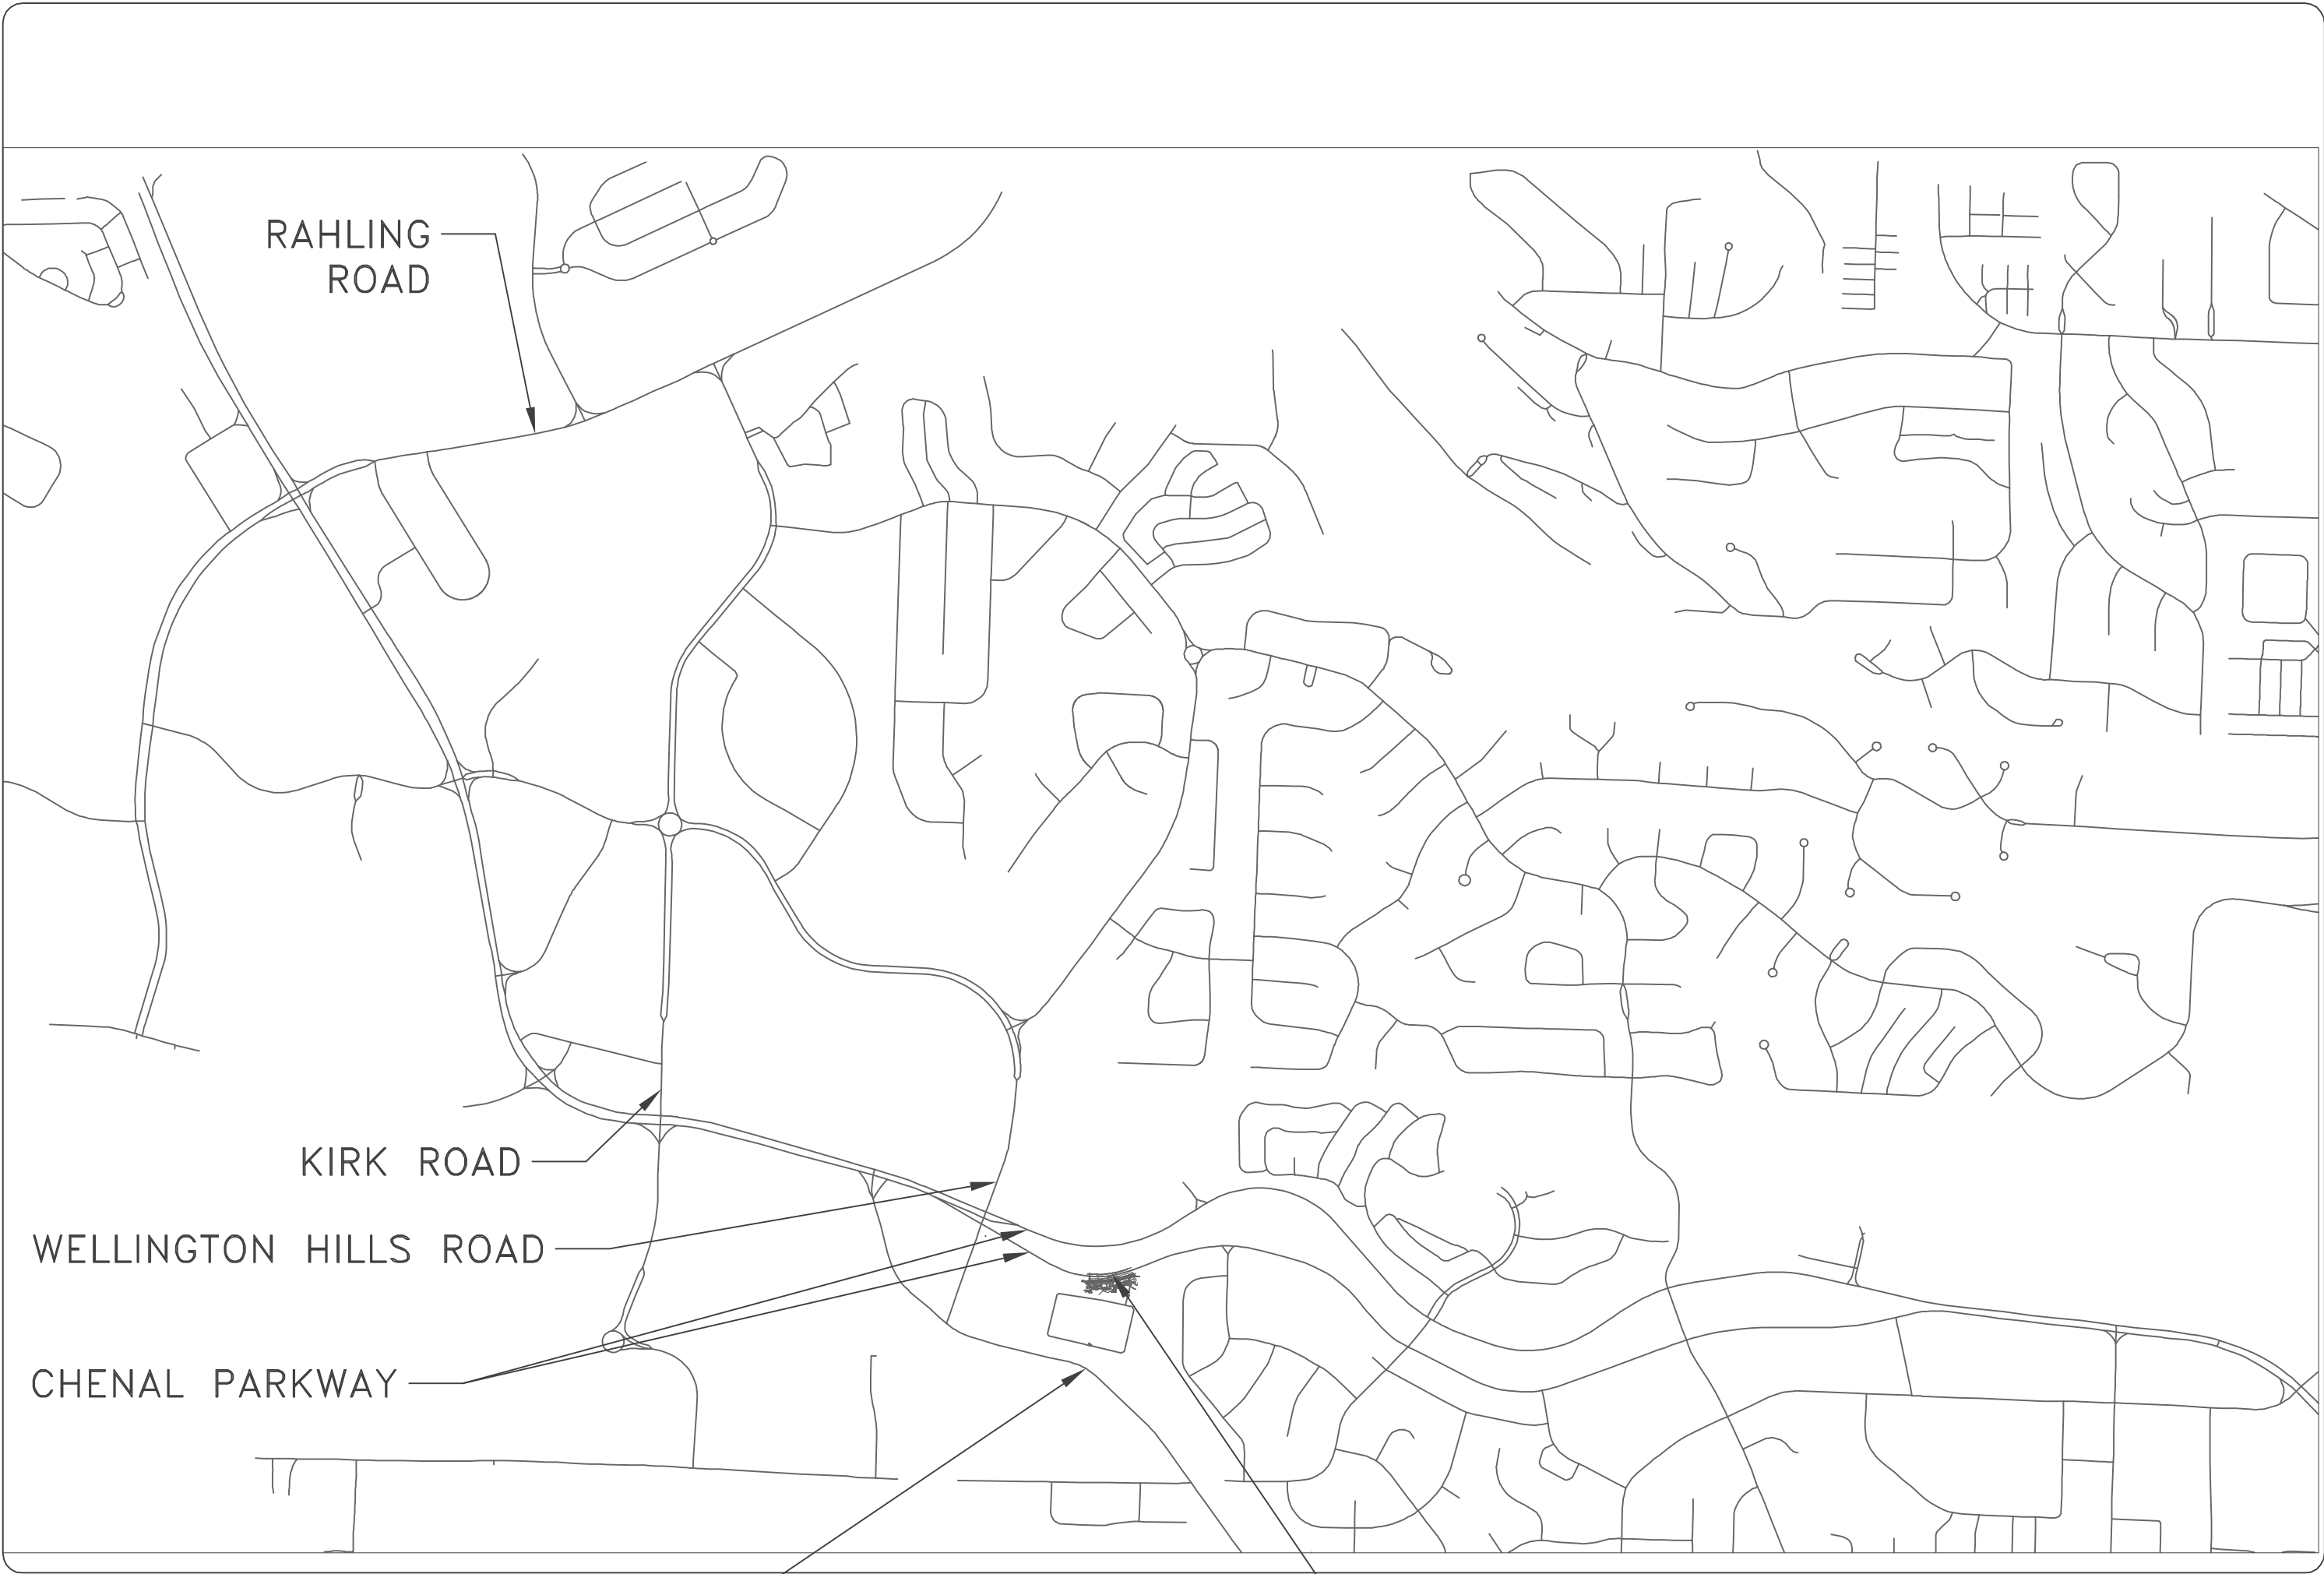 RAHLING
ROAD
KIRK ROAD
WELLINGTON HILLS ROAD
CHENAL PARKWAY